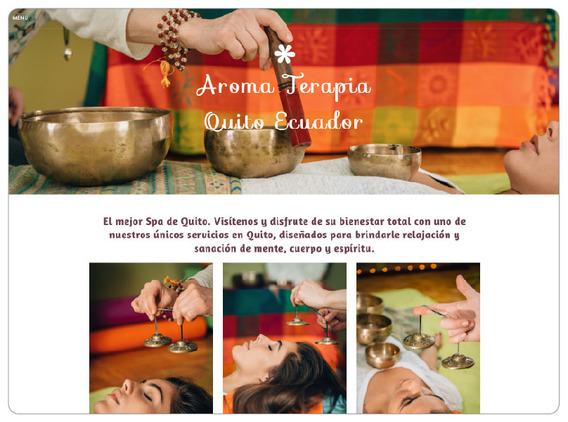 MENU
Aroma Terapia
Quito Ecuador
El mejor Spa de Quito. Visítenos y disfrute de su bienestar total con uno de
nuestros únicos servicios en Quito, diseñados para brindarle relajación y
sanación de mente, cuerpo y espíritu.